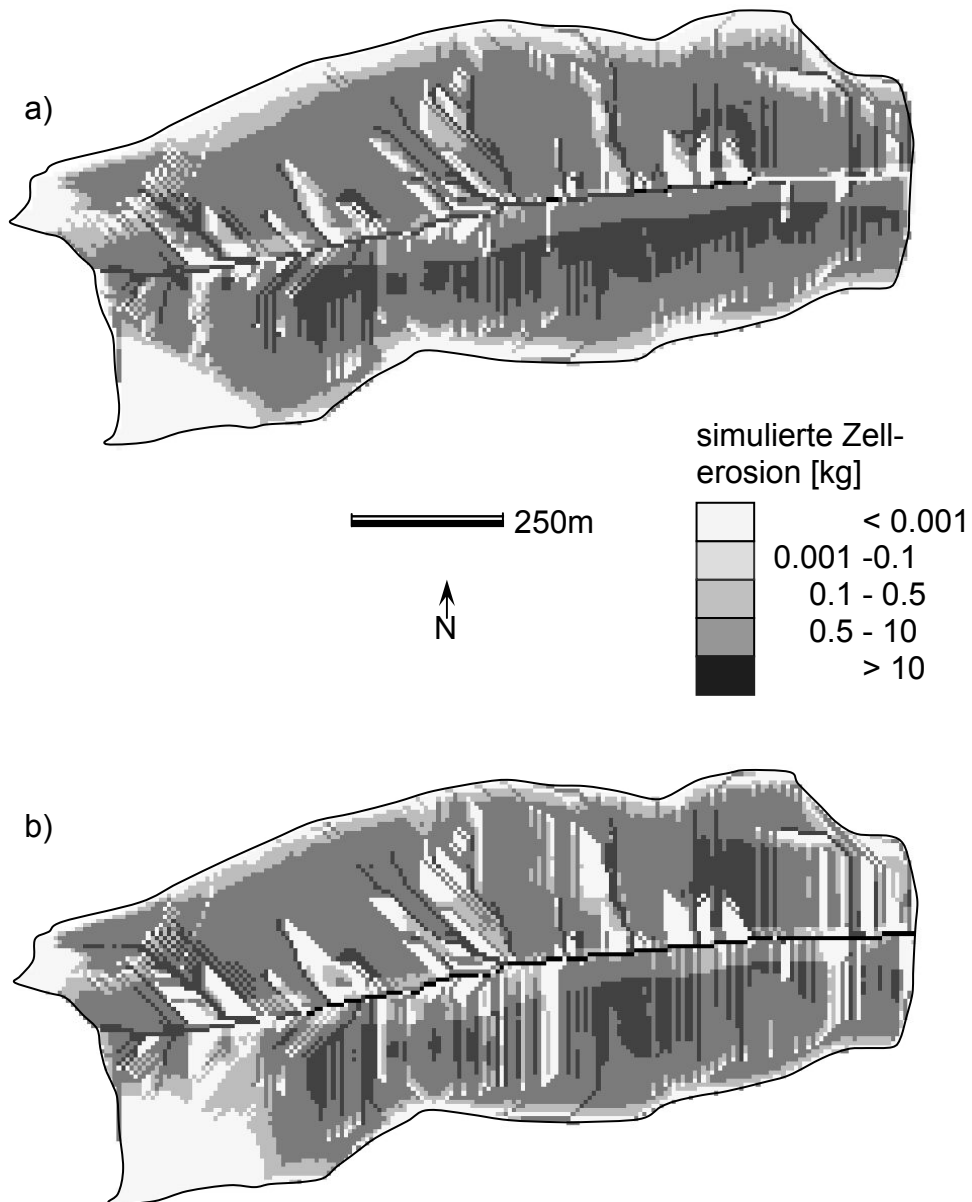 a)
simulierte Zell-
erosion [kg]
< 0.001
0.001 -0.1
0.1 - 0.5
0.5 - 10
> 10
250m
N
b)